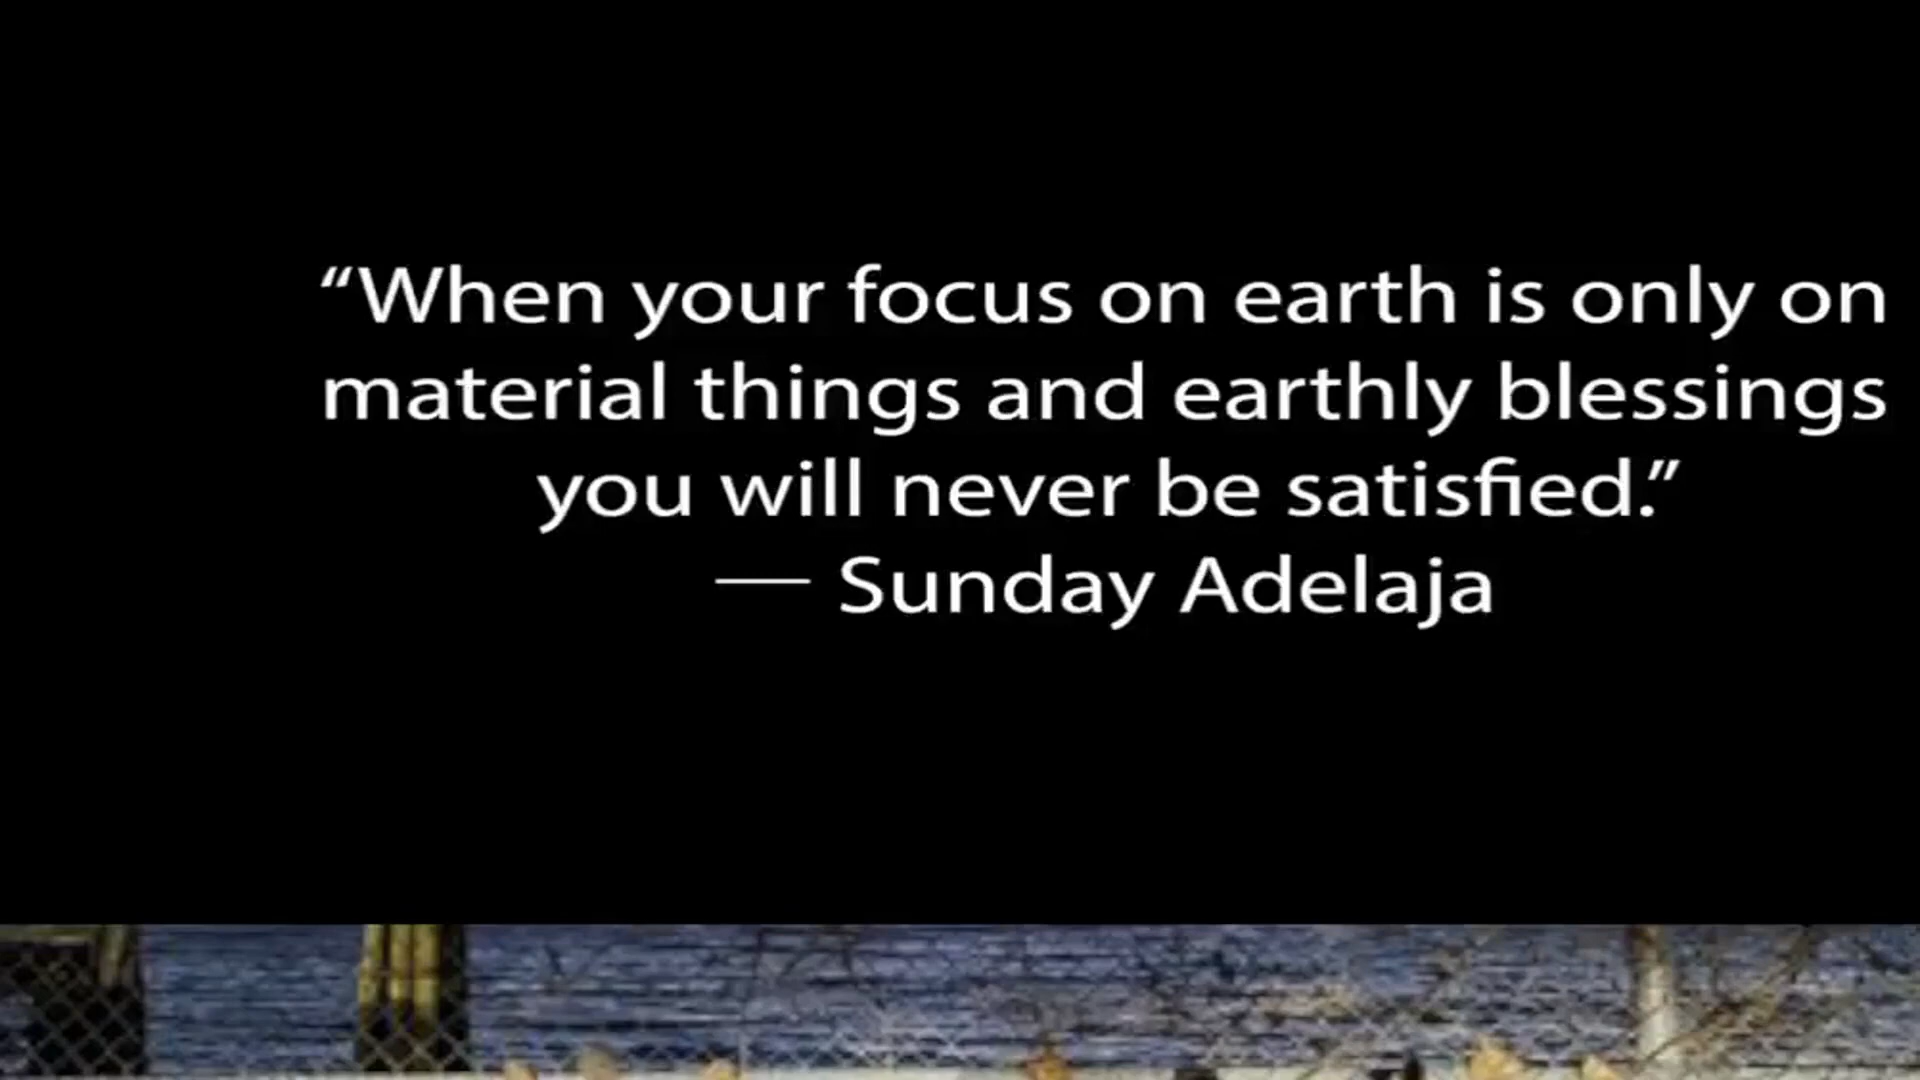 “When your focus on earth is only on
material things and earthly blessings
you will never be satisfied.”
— Sunday Adelaja